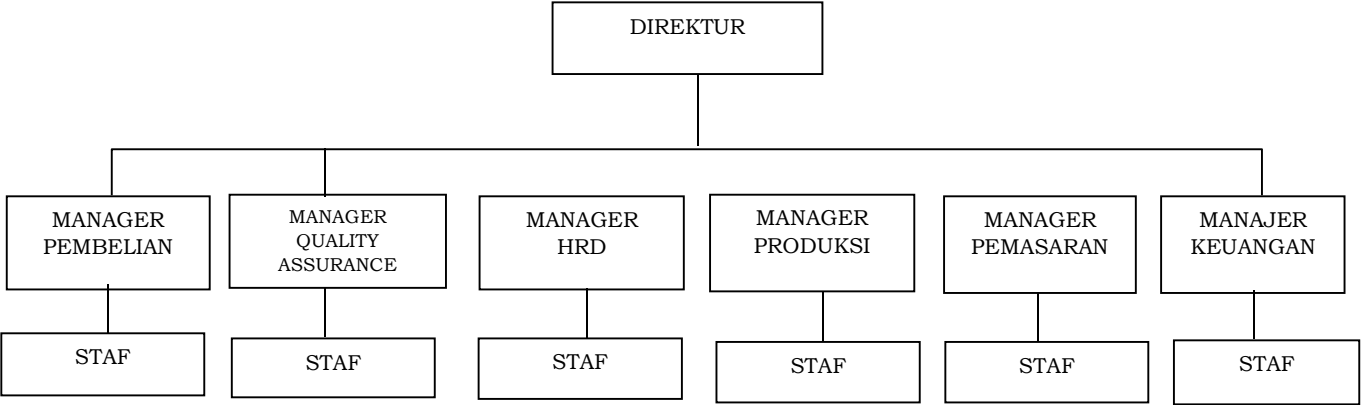 DIREKTUR
MANAGER
PEMBELIAN
MANAGER
QUALITY
ASSURANCE
MANAGER
HRD
MANAGER
PRODUKSI
MANAGER
PEMASARAN
MANAJER
KEUANGAN
STAF
STAF
STAF
STAF
STAF
STAF